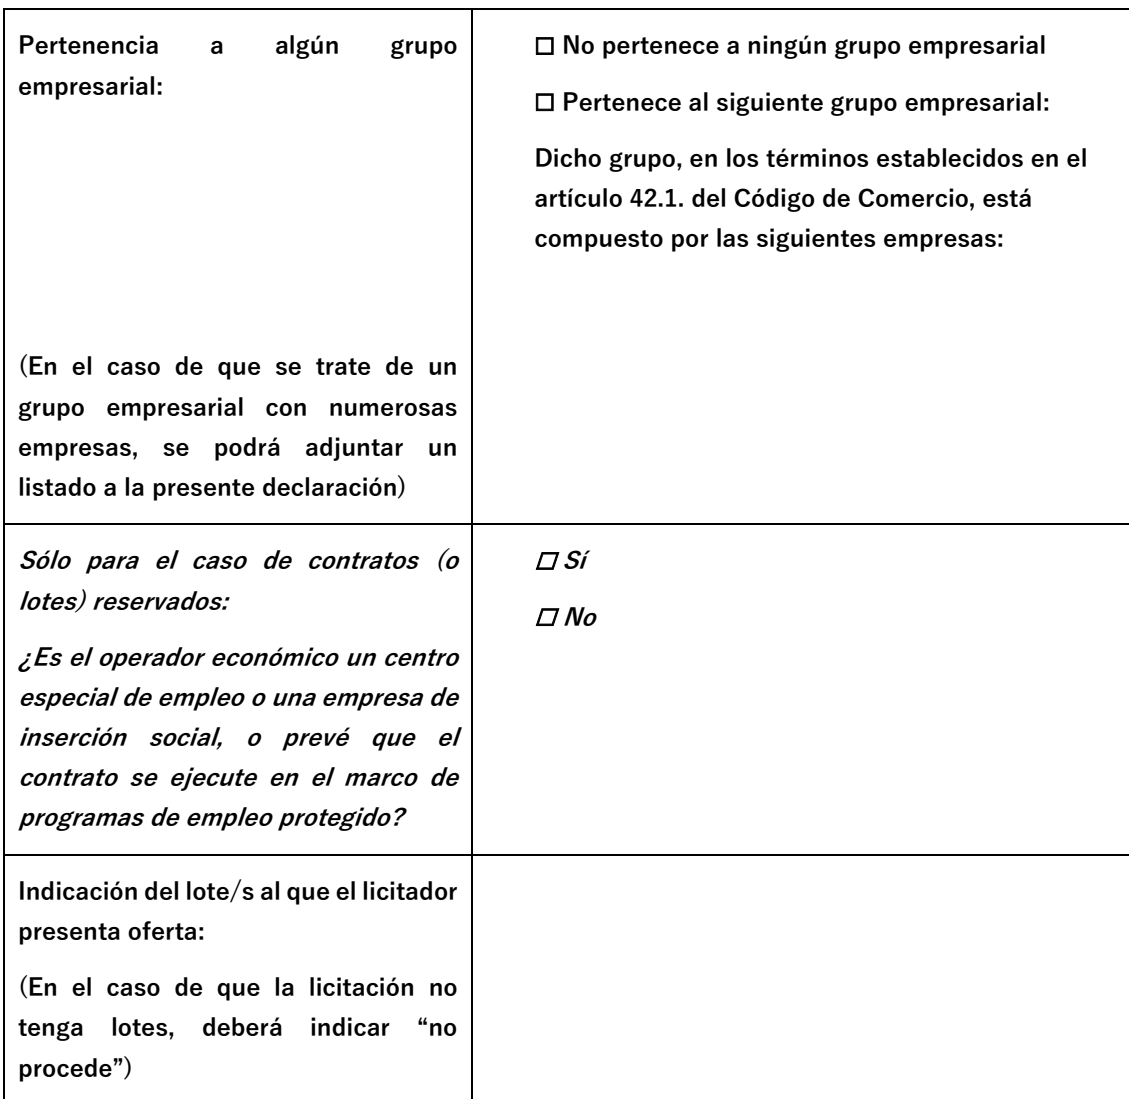 Pertenencia a algún grupo
empresarial:
(En el caso de que se trate de un
grupo empresarial con numerosas
empresas, se podrá adjuntar un
listado a la presente declaración)
☐ No pertenece a ningún grupo empresarial
☐ Pertenece al siguiente grupo empresarial:
Dicho grupo, en los términos establecidos en el
artículo 42.1. del Código de Comercio, está
compuesto por las siguientes empresas:
Sólo para el caso de contratos (o
lotes) reservados:
¿Es el operador económico un centro
especial de empleo o una empresa de
inserción social, o prevé que el
contrato se ejecute en el marco de
programas de empleo protegido?
☐ Sí
☐ No
Indicación del lote/s al que el licitador
presenta oferta:
(En el caso de que la licitación no
tenga lotes, deberá indicar “no
procede”)